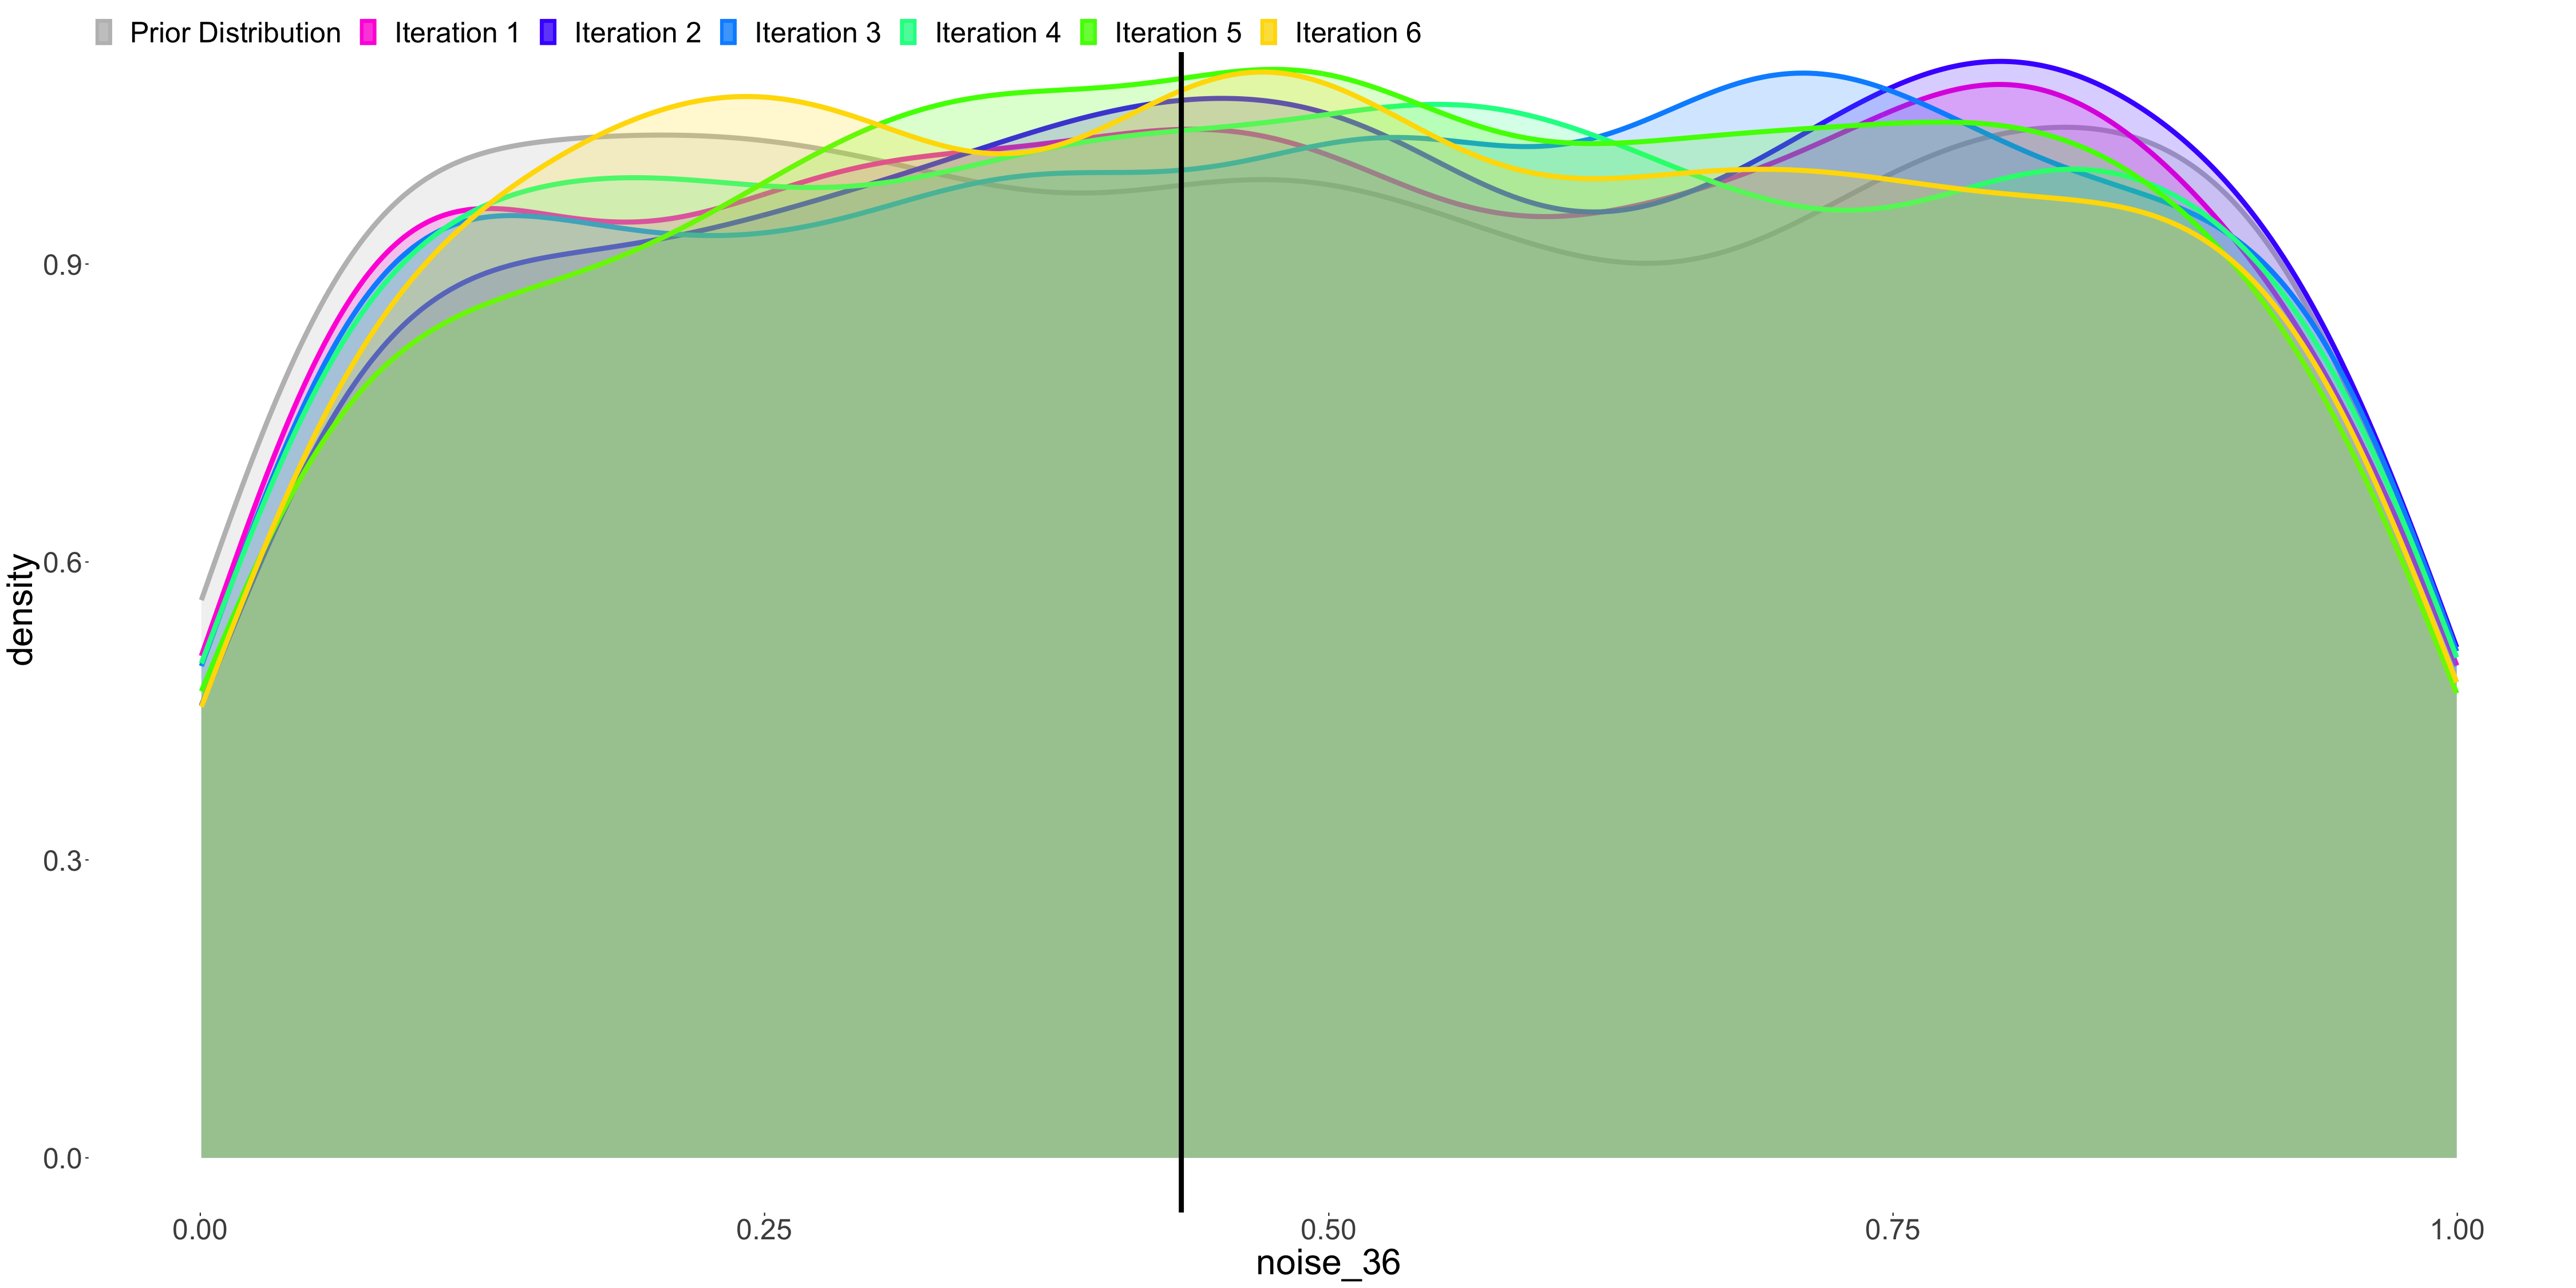 Prior Distribution Iteration 1 Iteration 2 Iteration 3 Iteration 4 Iteration 5 Iteration 6
density
0.9
0.6
0.3
0.0
0.00 0.25 0.50 0.75 1.00
noise_36